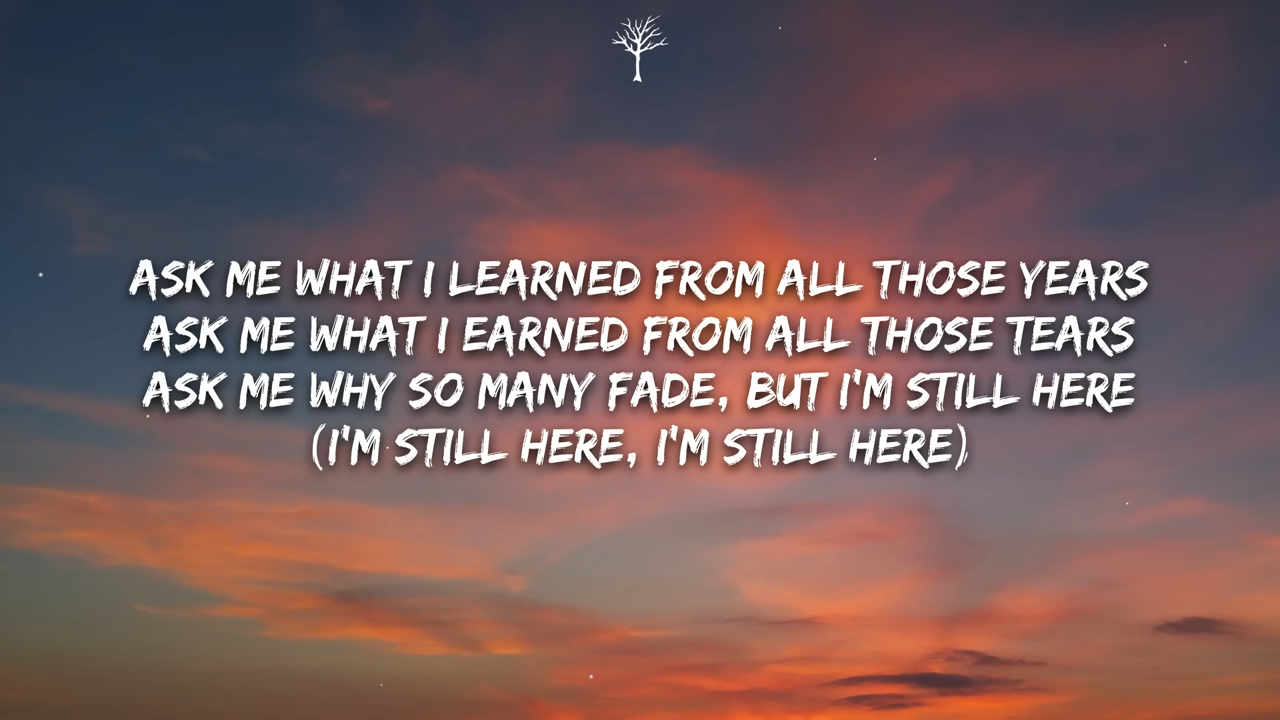 ASK ME WHAT I LEARNED FROM ALL THOSE YEARS
ASK ME WHAT I EARNED FROM ALL THOSE TEARS
ASK ME WHY SO MANY FADE, BUT I'M STILL HERE
(I'M STILL HERE, I'M STILL HERE)